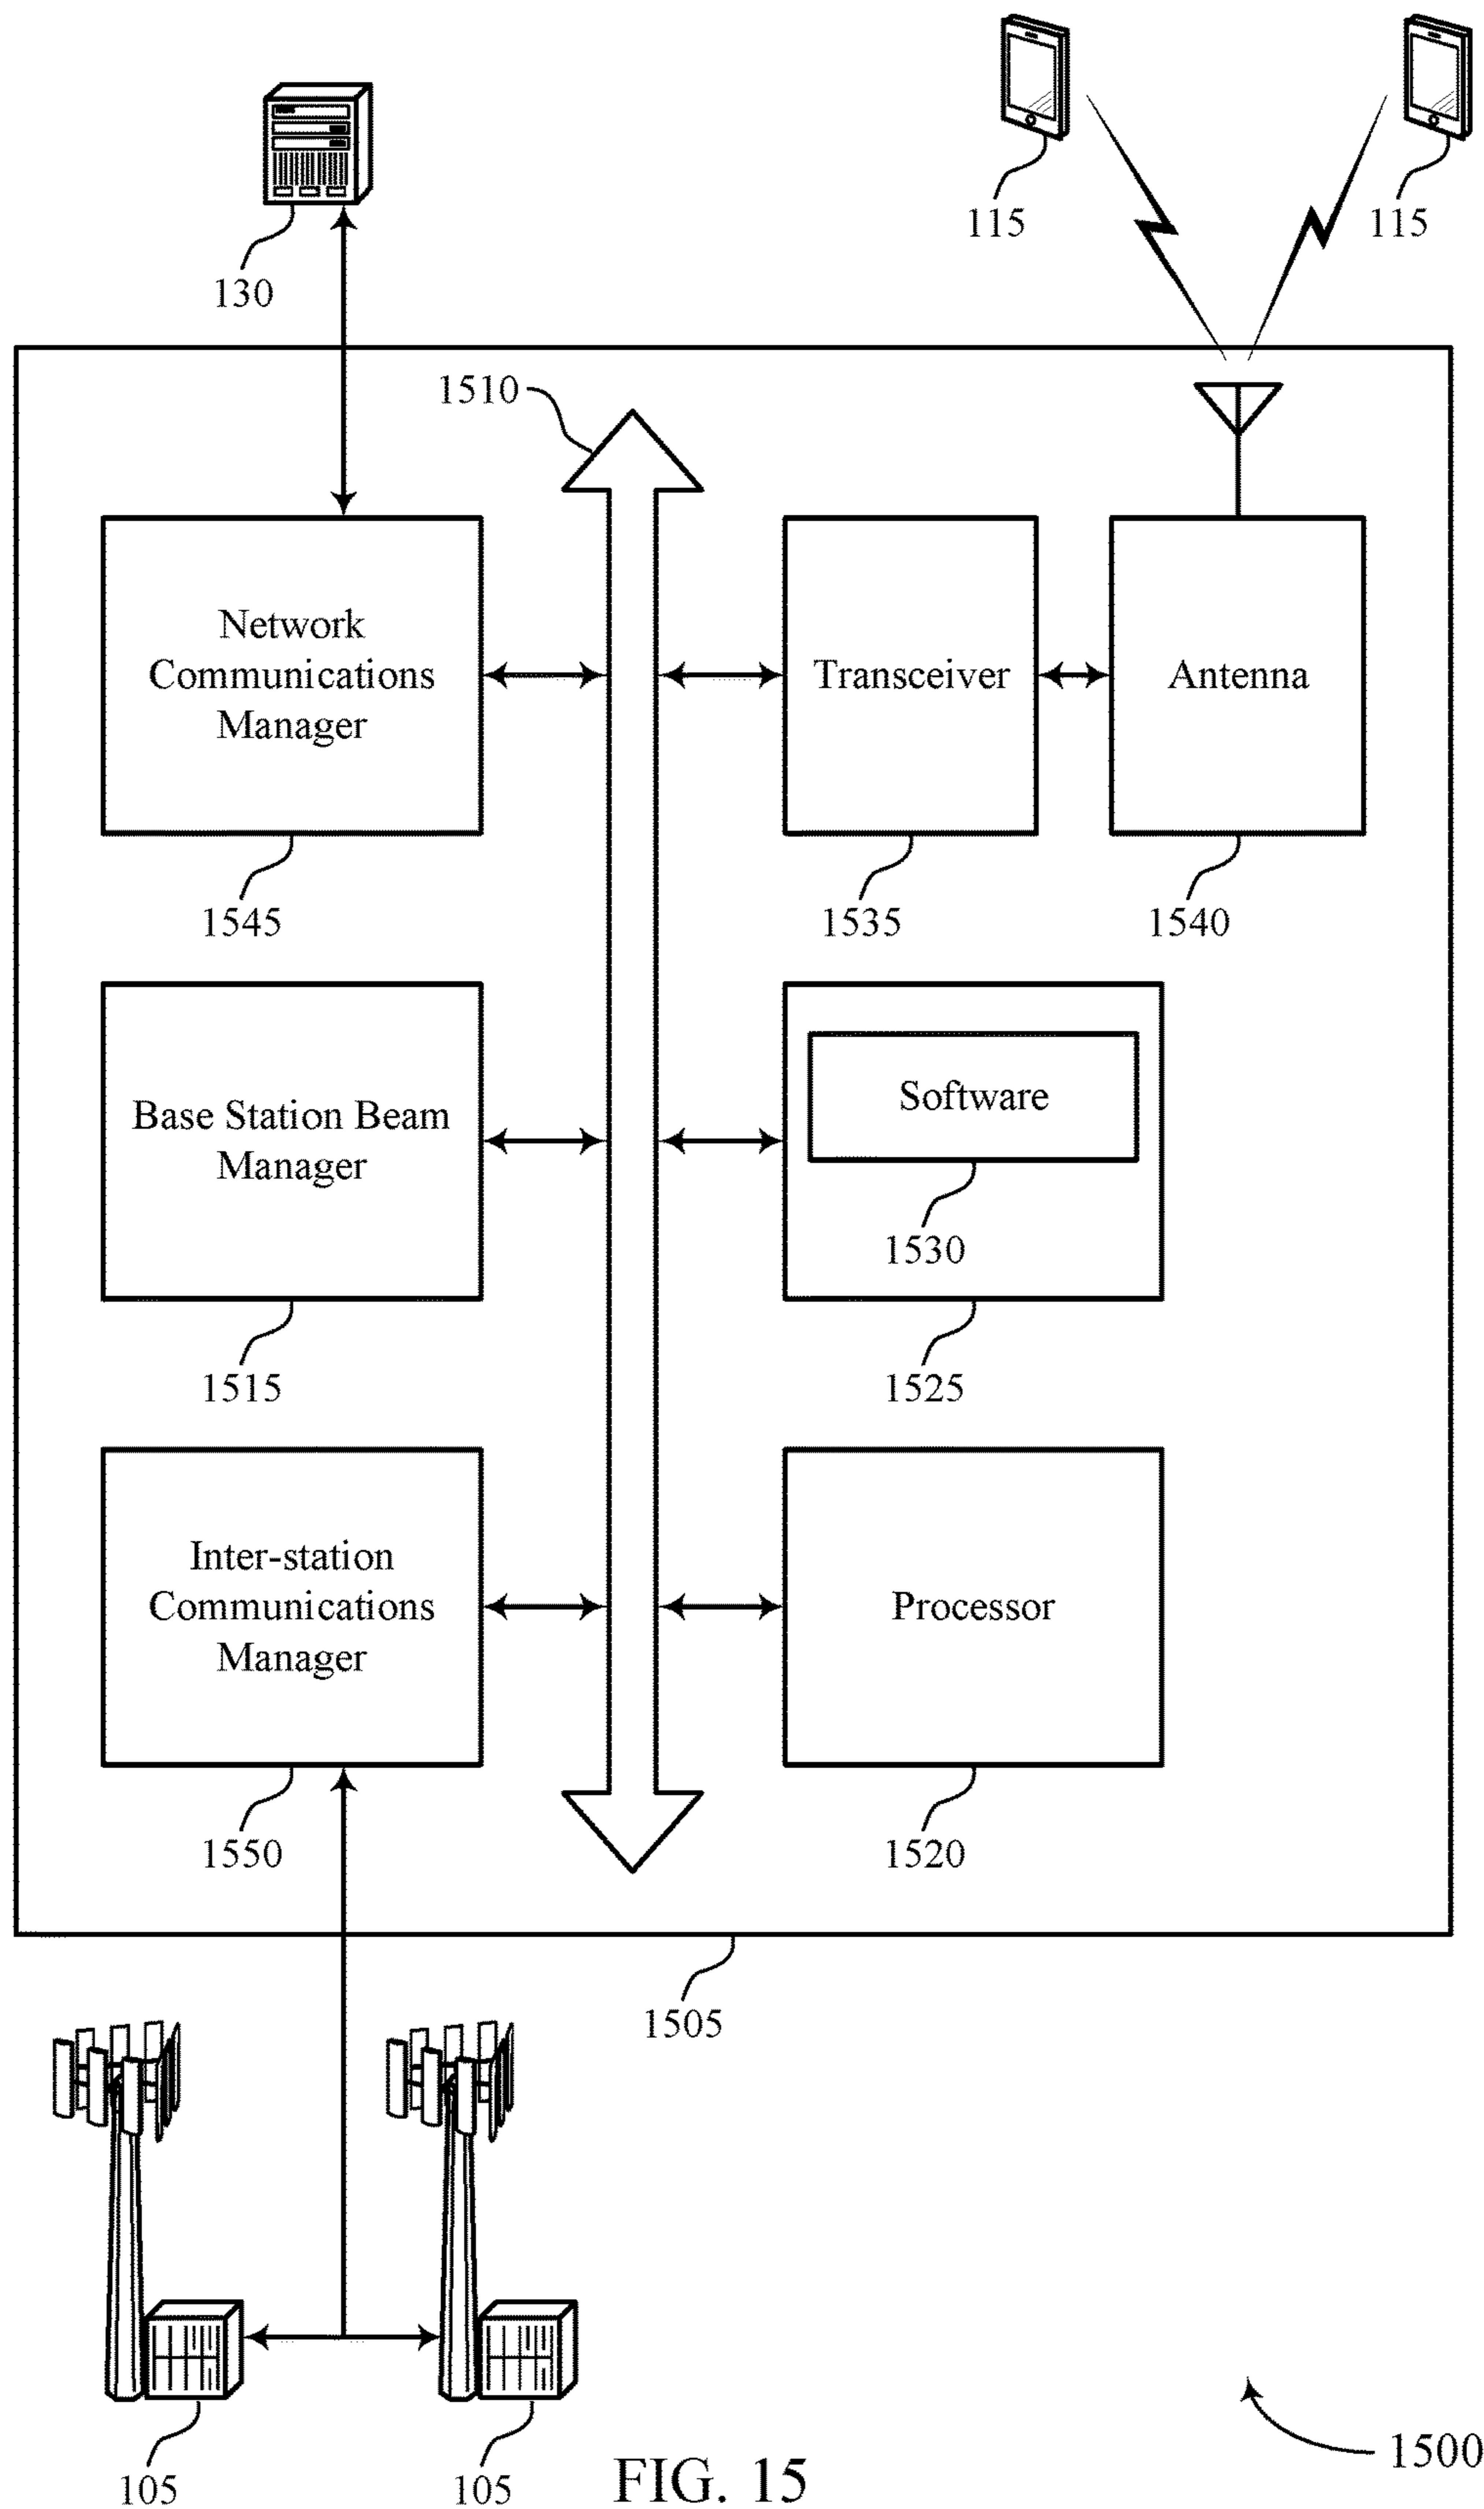 115
115
130
1510
Network
Communications
Manager
Transceiver
Antenna
1545
1535
1540
Base Station Beam
Manager
Software
1530
1515
1525
Inter-station
Communications
Manager
Processor
1550
1520
1505
105
105
FIG. 15
1500